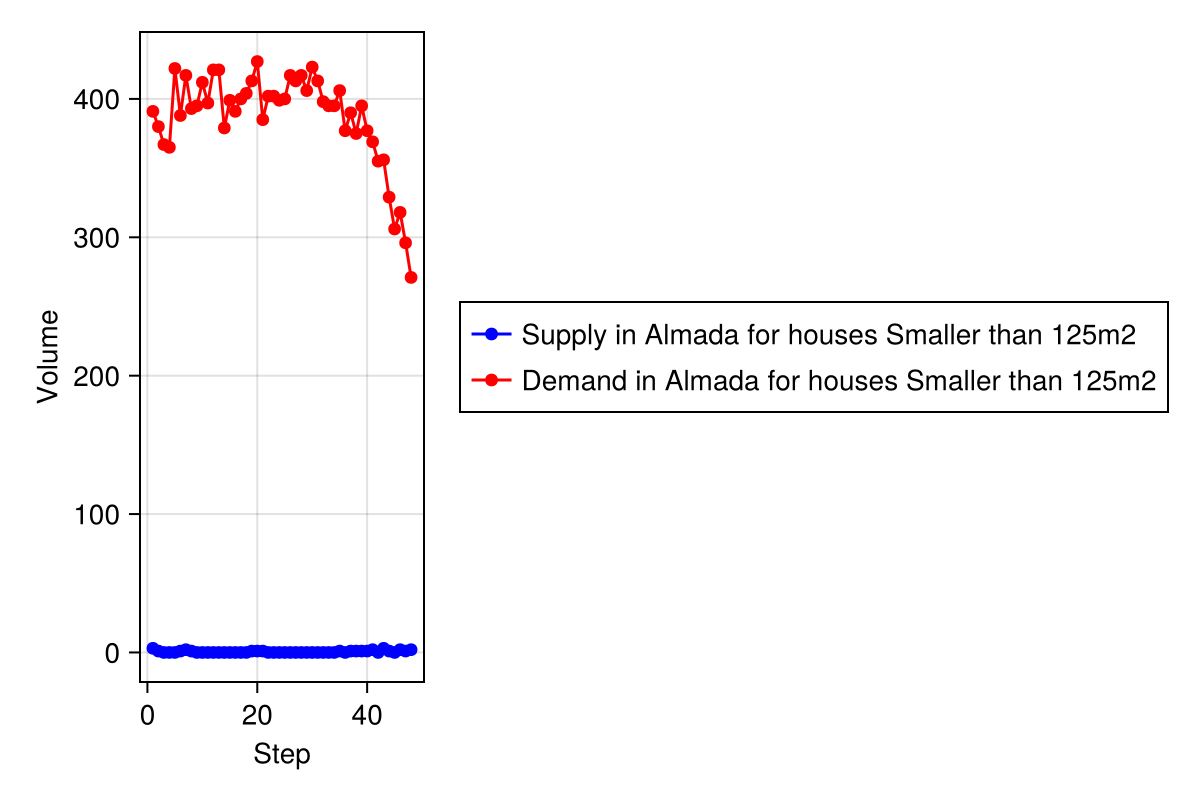 400
300
200
100
0
Volume
0 20 40
Step
Supply in Almada for houses Smaller than 125m2
Demand in Almada for houses Smaller than 125m2